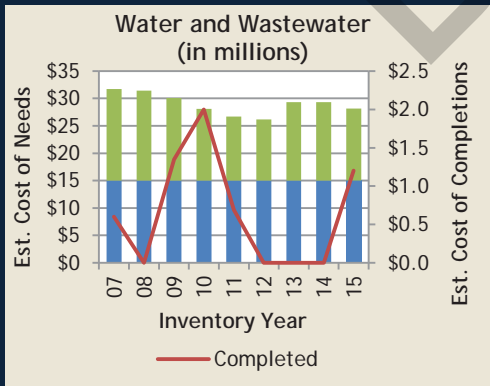 Water and Wastewater
(in millions)
Est. Cost of Needs
$35
$30
$25
$20
$15
$10
$5
$0
$2.5
$2.0
$1.5
$1.0
$0.5
$0.0
Est. Cost of Completions
07 08 09 10 11 12 13 14 15
Inventory Year
Completed